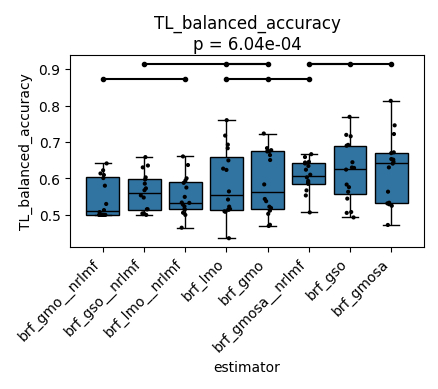 TL_balanced_accuracy
p = 6.04e-04
0.9
0.8
0.7
0.6
0.5
TL_balanced_accuracy
brf_gmo__nrlmf
brf_gso__nrlmf
brf_lmo__nrlmf
brf_lmo
brf_gmo
brf_gmosa__nrlmf
brf_gso
brf_gmosa
estimator